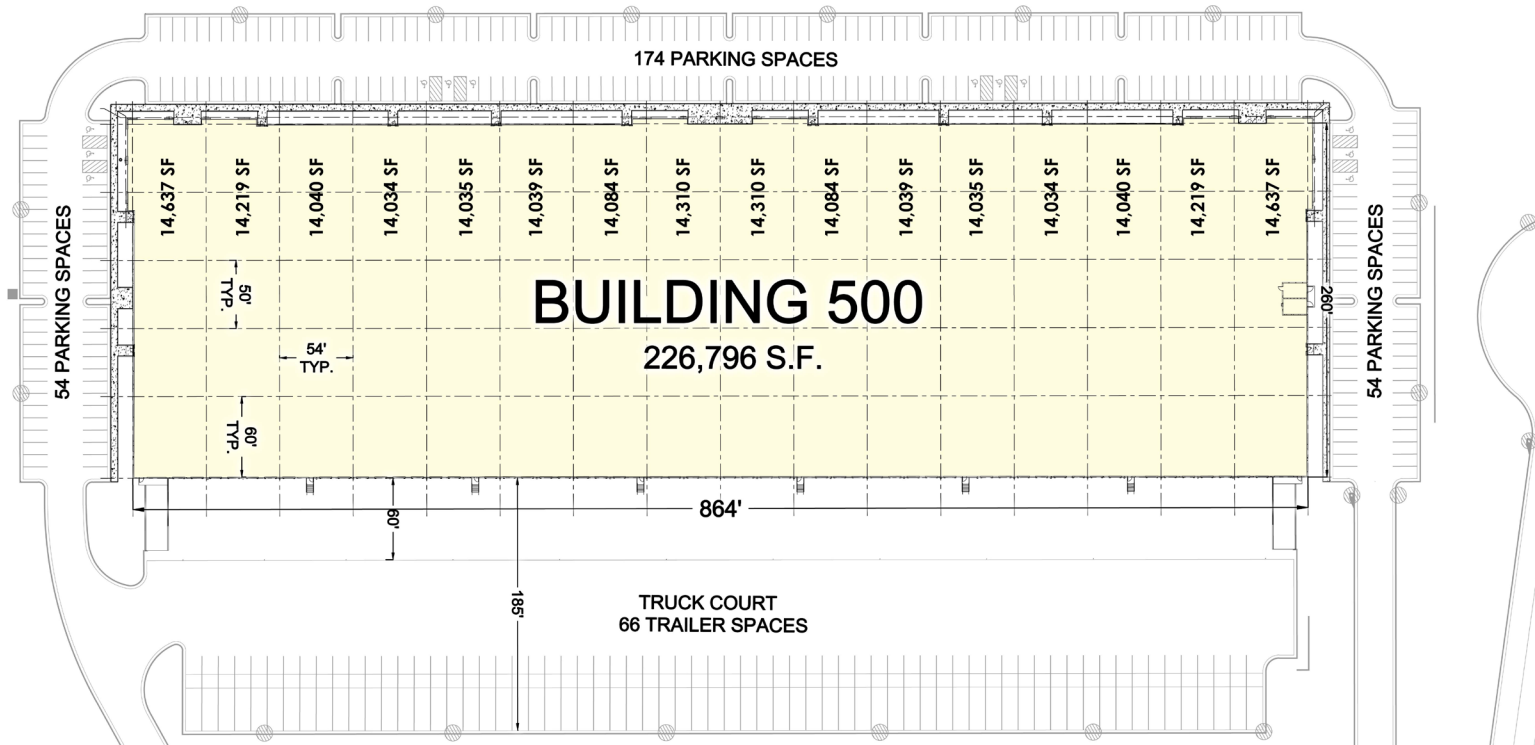 174 PARKING SPACES
14,637 SF
14,219 SF
14,040 SF
14,034 SF
14,035 SF
14,039 SF
14,084 SF
14,310 SF
14,310 SF
14,084 SF
14,039 SF
14,035 SF
14,034 SF
14,040 SF
14,219 SF
14,637 SF
54 PARKING SPACES
54 PARKING SPACES
50'
TYP.
BUILDING 500
260'
226,796 S.F.
54'
TYP.
60'
TYP.
864'
60'
185'
TRUCK COURT
66 TRAILER SPACES